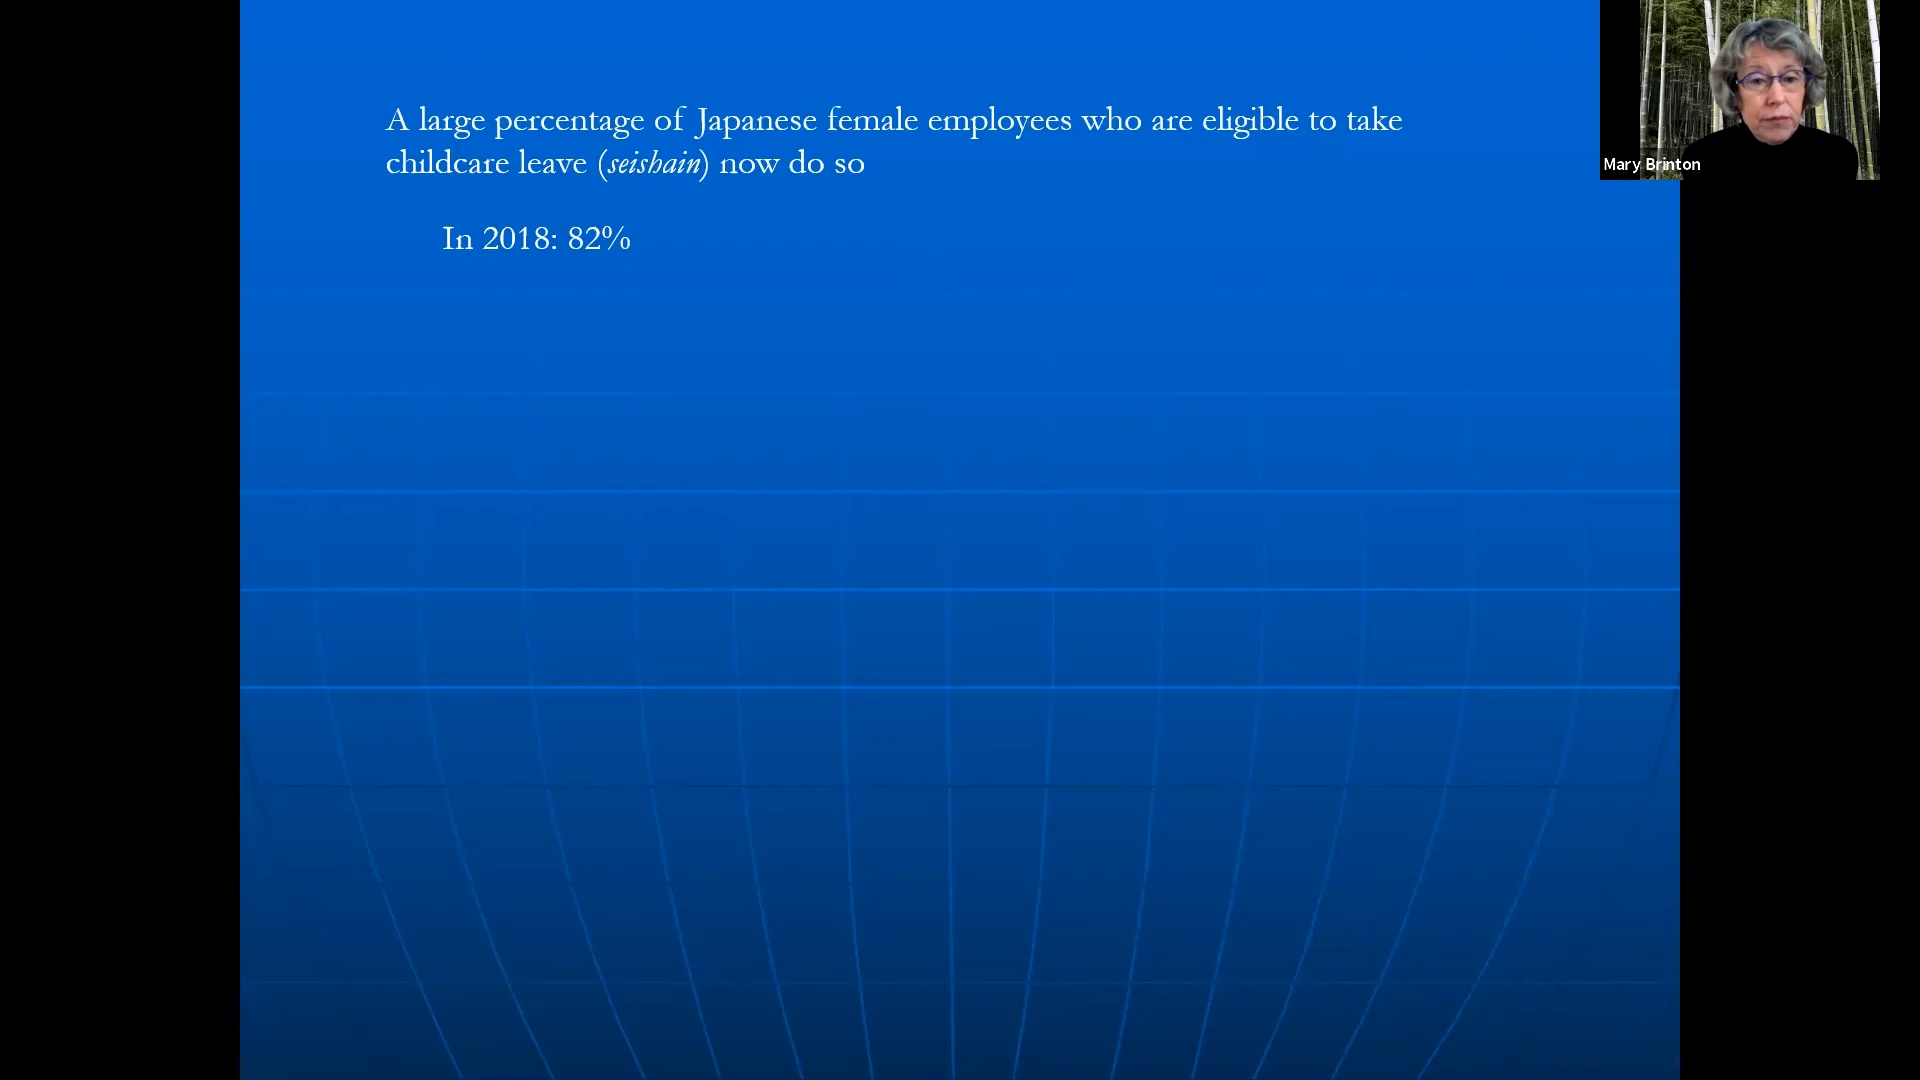 A large percentage of Japanese female employees who are eligible to take
childcare leave (seishain) now do so
In 2018: 82%
Mary Brinton